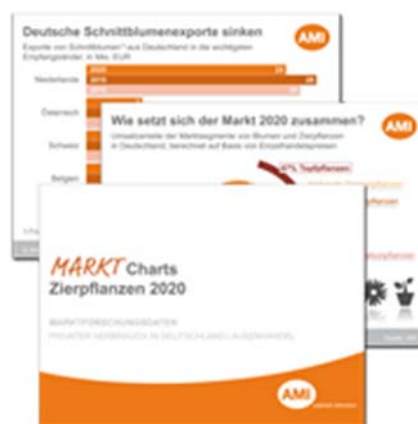 Deutsche Schnittblumenexporte sinken
AMI
Exporte von Schnittblumen aus Deutschland in die wichtigsten
Empfangsländer, in Mio. EUR
2020
2019
Niederlande
Österreich
Schweiz
Belgien
Wie setzt sich der Markt 2020 zusammen?
AMI
Umsatzanteile der Marktsegmente von Blumen und Zierpflanzen
in Deutschland, berechnet auf Basis von Einzelhandelspreisen
Topfpflanzen
MARKT Charts
Zierpflanzen 2020
MARKTFORSCHUNGSDATEN
PRIVATER VERBRAUCH IN DEUTSCHLAND
AMI